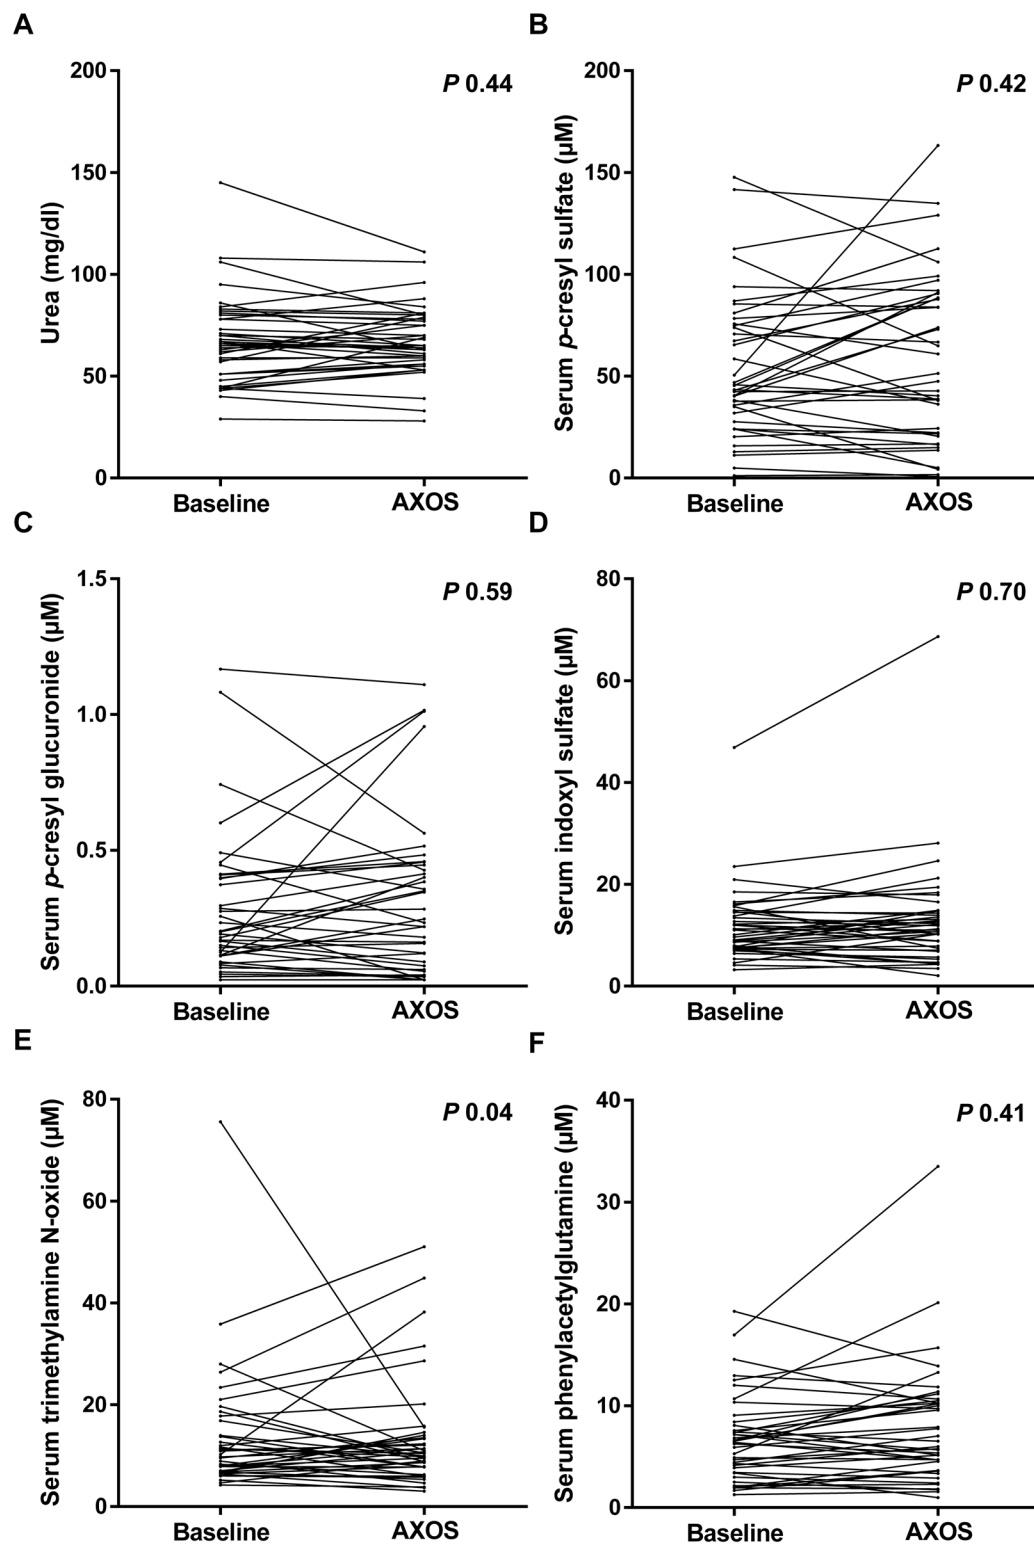 A
Urea (mg/dl)
200
150
100
50
0
P 0.44
Baseline
AXOS
B
Serum p-cresyl sulfate (µM)
200
150
100
50
0
P 0.42
Baseline
AXOS
C
Serum p-cresyl glucuronide (µM)
1.5
1.0
0.5
0.0
P 0.59
Baseline
AXOS
D
Serum indoxyl sulfate (µM)
80
60
40
20
0
P 0.70
Baseline
AXOS
E
Serum trimethylamine N-oxide (µM)
80
60
40
20
0
P 0.04
Baseline
AXOS
F
Serum phenylacetylglutamine (µM)
40
30
20
10
0
P 0.41
Baseline
AXOS